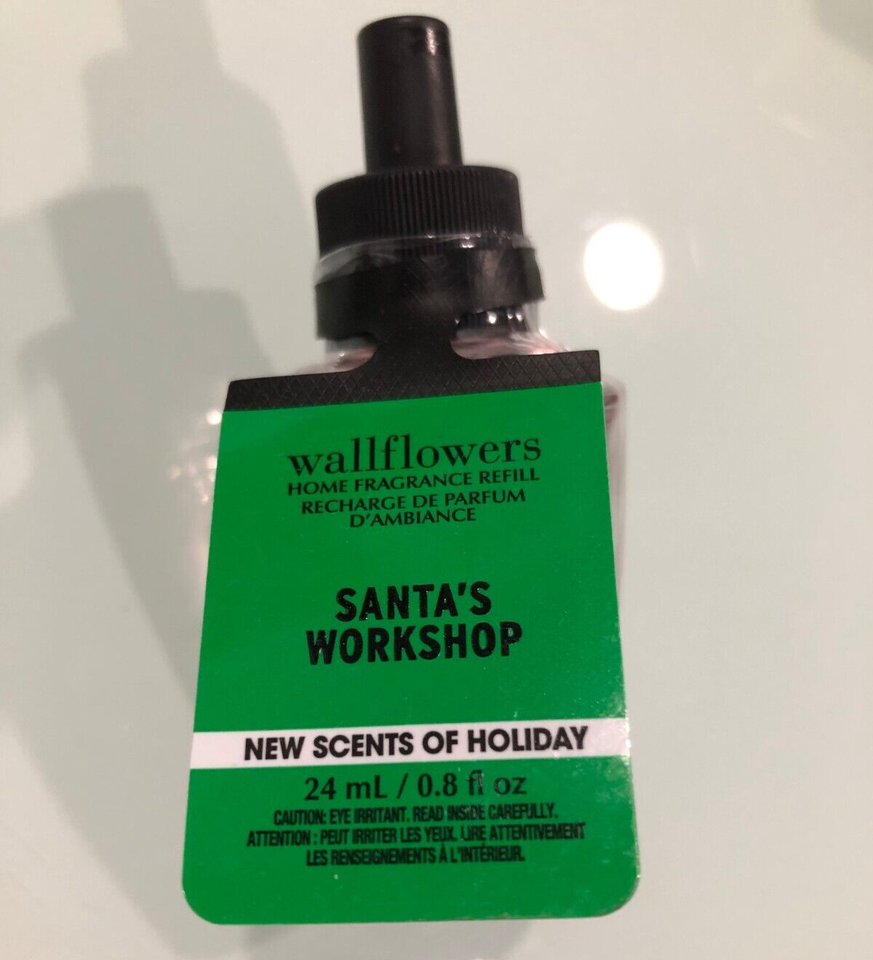 wallflowers
HOME FRAGRANCE REFILL
RECHARGE DE PARFUM
D'AMBIANCE
SANTA'S
WORKSHOP
NEW SCENTS OF HOLIDAY
24 mL / 0.8 fl oz
CAUTION: EYE IRRITANT. READ INSIDE CAREFULLY.
ATTENTION : PEUT IRRITER LES YEUX. LIRE ATTENTIVEMENT
LES RENSEIGNEMENTS À L'INTÉRIEUR.